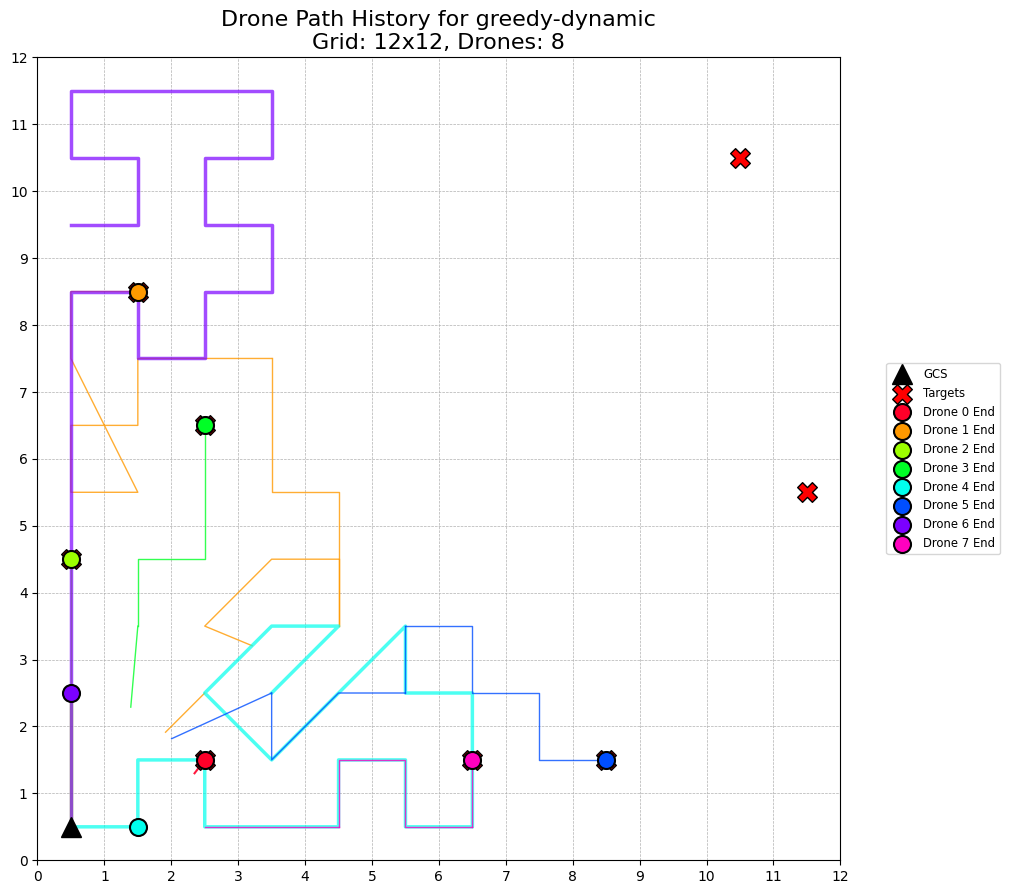 Drone Path History for greedy-dynamic
Grid: 12x12, Drones: 8
12
11
10
9
8
7
6
5
4
3
2
1
0
0 1 2 3 4 5 6 7 8 9 10 11 12
GCS
Targets
Drone 0 End
Drone 1 End
Drone 2 End
Drone 3 End
Drone 4 End
Drone 5 End
Drone 6 End
Drone 7 End